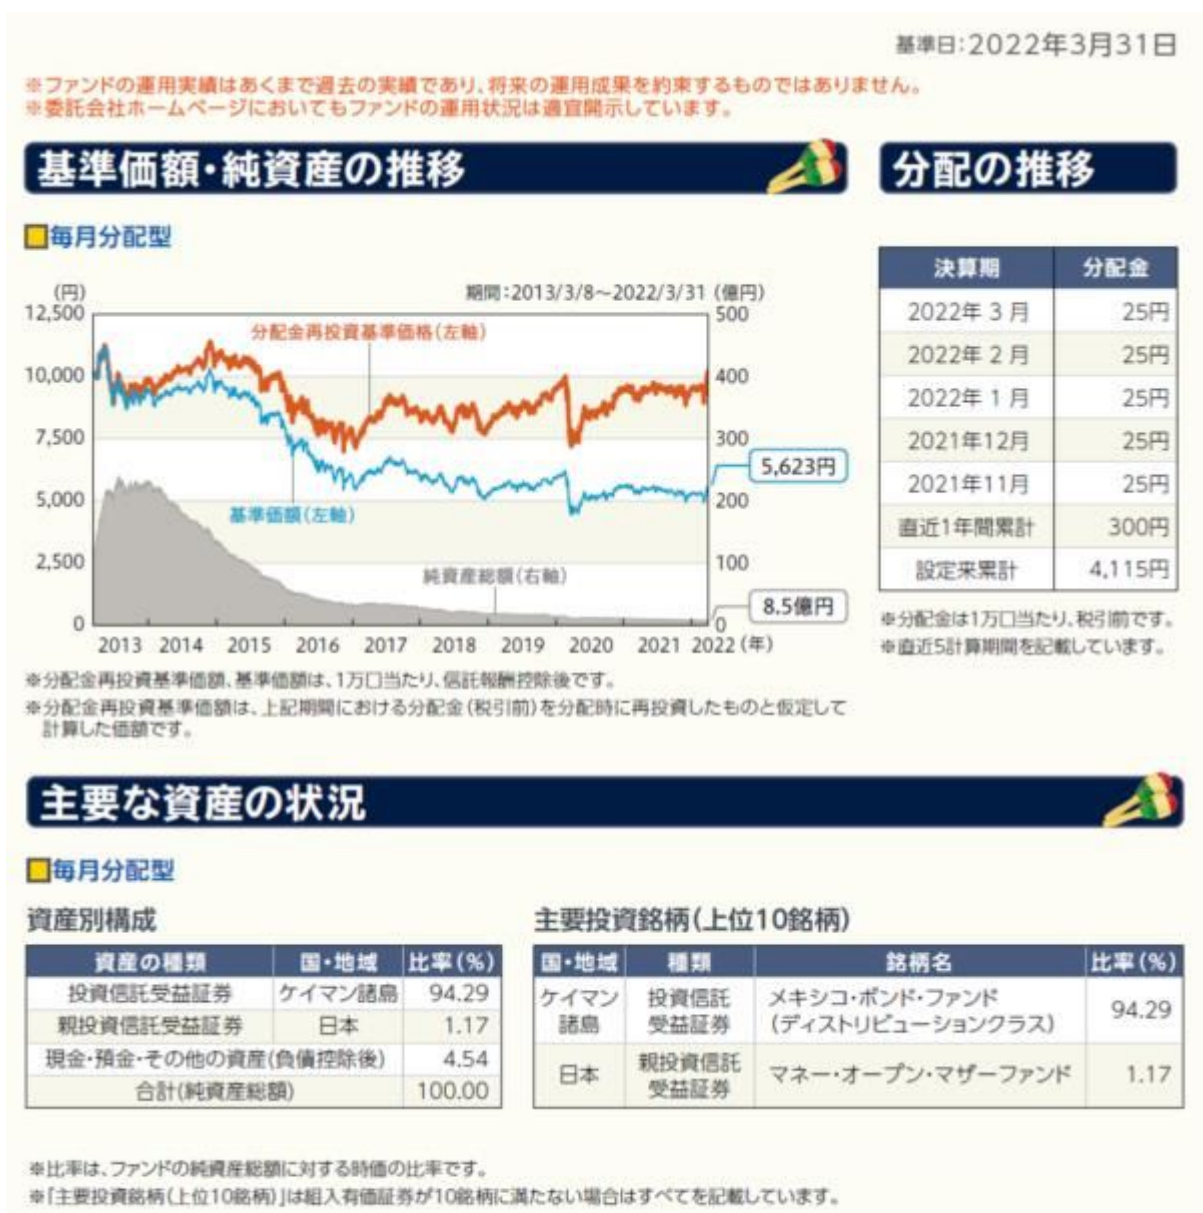 基準日:2022年3月31日
※ファンドの運用実績はあくまで過去の実績であり、将来の運用成果を約束するものではありません。
※委託会社ホームページにおいてもファンドの運用状況は適宜開示しています。
基準価額・純資産の推移
分配の推移
毎月分配型
(円)
期間:2013/3/8〜2022/3/31 (億円)
12,500
10,000
7,500
5,000
2,500
0
分配金再投資基準価格(左軸)
基準価額(左軸)
純資産総額(右軸)
500
400
300
200
100
0
5,623円
8.5億円
2013 2014 2015 2016 2017 2018 2019 2020 2021 2022 (年)
※分配金再投資基準価額、基準価額は、1万口当たり、信託報酬控除後です。
※分配金再投資基準価額は、上記期間における分配金(税引前)を分配時に再投資したものと仮定して
計算した価額です。
決算期 分配金
2022年 3 月 25円
2022年 2 月 25円
2022年 1 月 25円
2021年12月 25円
2021年11月 25円
直近1年間累計 300円
設定来累計 4,115円
※分配金は1万口当たり、税引前です。
※直近5計算期間を記載しています。
主要な資産の状況
毎月分配型
資産別構成
資産の種類 国・地域 比率(%)
投資信託受益証券 ケイマン諸島 94.29
親投資信託受益証券 日本 1.17
現金・預金・その他の資産(負債控除後) 4.54
合計(純資産総額) 100.00
主要投資銘柄(上位10銘柄)
国・地域 種類 銘柄名 比率(%)
ケイマン 投資信託 メキシコ・ボンド・ファンド 94.29
諸島 受益証券 (ディストリビューションクラス)
日本 親投資信託 マネー・オープン・マザーファンド 1.17
受益証券
※比率は、ファンドの純資産総額に対する時価の比率です。
※「主要投資銘柄(上位10銘柄)」は組入有価証券が10銘柄に満たない場合はすべてを記載しています。